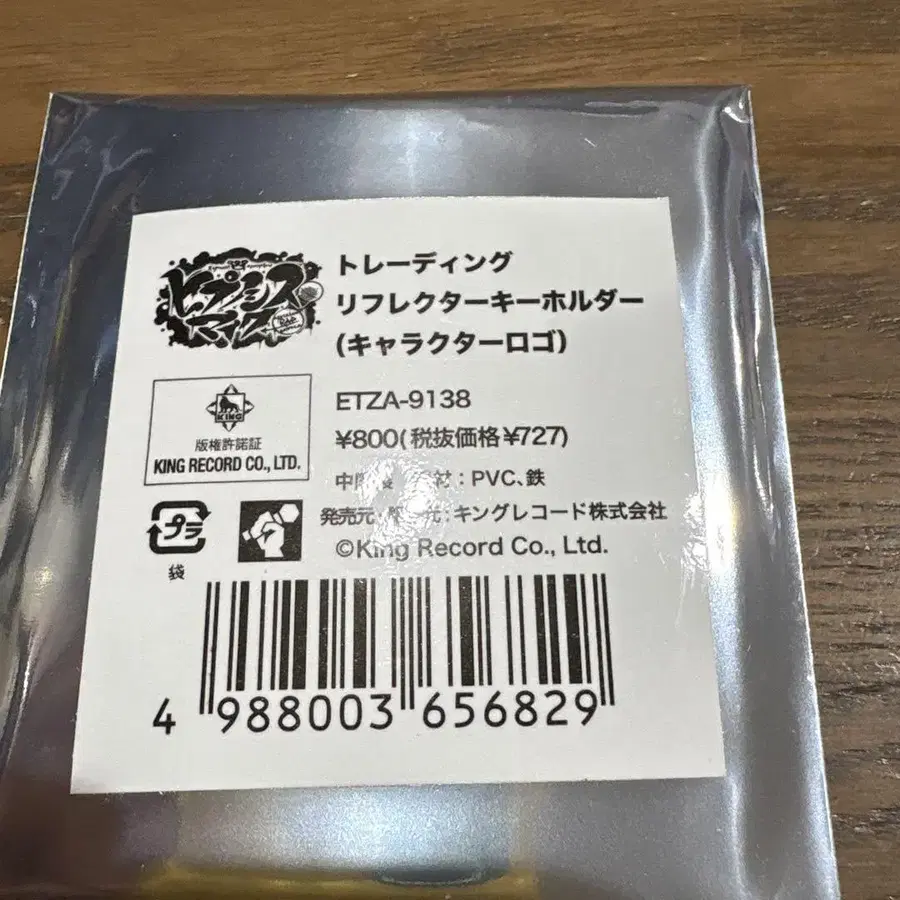 ヒプノシス
マイク
トレーディング
リフレクターキーホルダー
(キャラクターロゴ)
KING
版権許諾証
KING RECORD CO., LTD.
ETZA-9138
¥800(税抜価格¥727)
：PVC、鉄
プラ
袋
発売元・ 元：キングレコード株式会社
©King Record Co., Ltd.
4 988003 656829